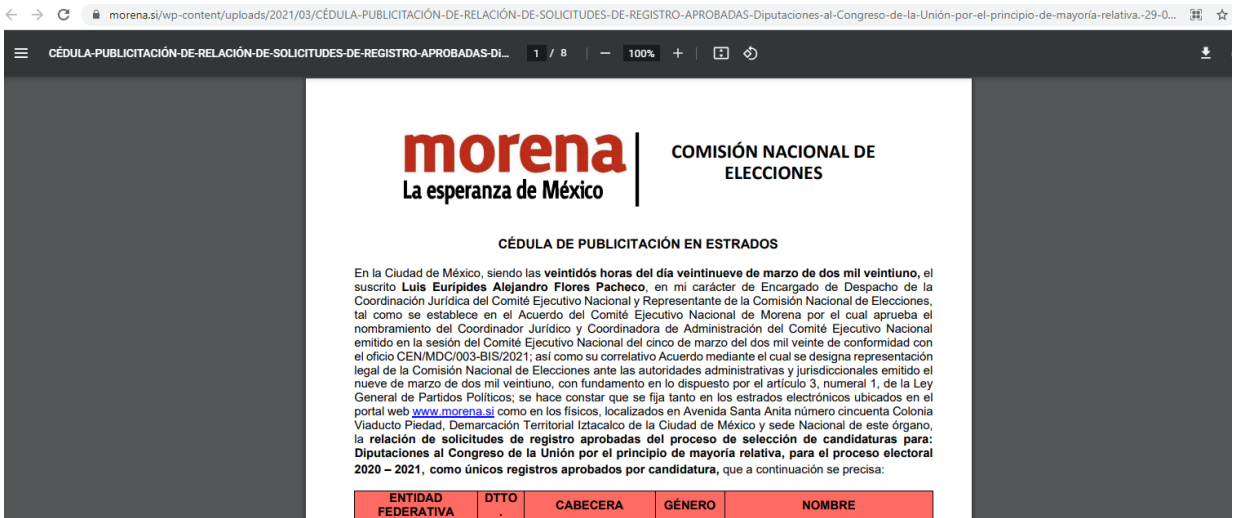 morena.si/wp-content/uploads/2021/03/CÉDULA-PUBLICITACIÓN-DE-RELACIÓN-DE-SOLICITUDES-DE-REGISTRO-APROBADAS-Diputaciones-al-Congreso-de-la-Unión-por-el-principio-de-mayoría-relativa.-29-0...
CÉDULA-PUBLICITACIÓN-DE-RELACIÓN-DE-SOLICITUDES-DE-REGISTRO-APROBADAS-Di... 1 / 8 | − 100% +
morena
La esperanza de México
COMISIÓN NACIONAL DE
ELECCIONES
CÉDULA DE PUBLICITACIÓN EN ESTRADOS
En la Ciudad de México, siendo las veintidós horas del día veintinueve de marzo de dos mil veintiuno, el
suscrito Luis Eurípides Alejandro Flores Pacheco, en mi carácter de Encargado de Despacho de la
Coordinación Jurídica del Comité Ejecutivo Nacional y Representante de la Comisión Nacional de Elecciones,
tal como se establece en el Acuerdo del Comité Ejecutivo Nacional de Morena por el cual aprueba el
nombramiento del Coordinador Jurídico y Coordinadora de Administración del Comité Ejecutivo Nacional
emitido en la sesión del Comité Ejecutivo Nacional del cinco de marzo del dos mil veinte de conformidad con
el oficio CEN/MDC/003-BIS/2021; así como su correlativo Acuerdo mediante el cual se designa representación
legal de la Comisión Nacional de Elecciones ante las autoridades administrativas y jurisdiccionales emitido el
nueve de marzo de dos mil veintiuno, con fundamento en lo dispuesto por el artículo 3, numeral 1, de la Ley
General de Partidos Políticos; se hace constar que se fija tanto en los estrados electrónicos ubicados en el
portal web www.morena.si como en los físicos, localizados en Avenida Santa Anita número cincuenta Colonia
Viaducto Piedad, Demarcación Territorial Iztacalco de la Ciudad de México y sede Nacional de este órgano,
la relación de solicitudes de registro aprobadas del proceso de selección de candidaturas para:
Diputaciones al Congreso de la Unión por el principio de mayoría relativa, para el proceso electoral
2020 – 2021, como únicos registros aprobados por candidatura, que a continuación se precisa:
ENTIDAD FEDERATIVA DTTO. CABECERA GÉNERO NOMBRE